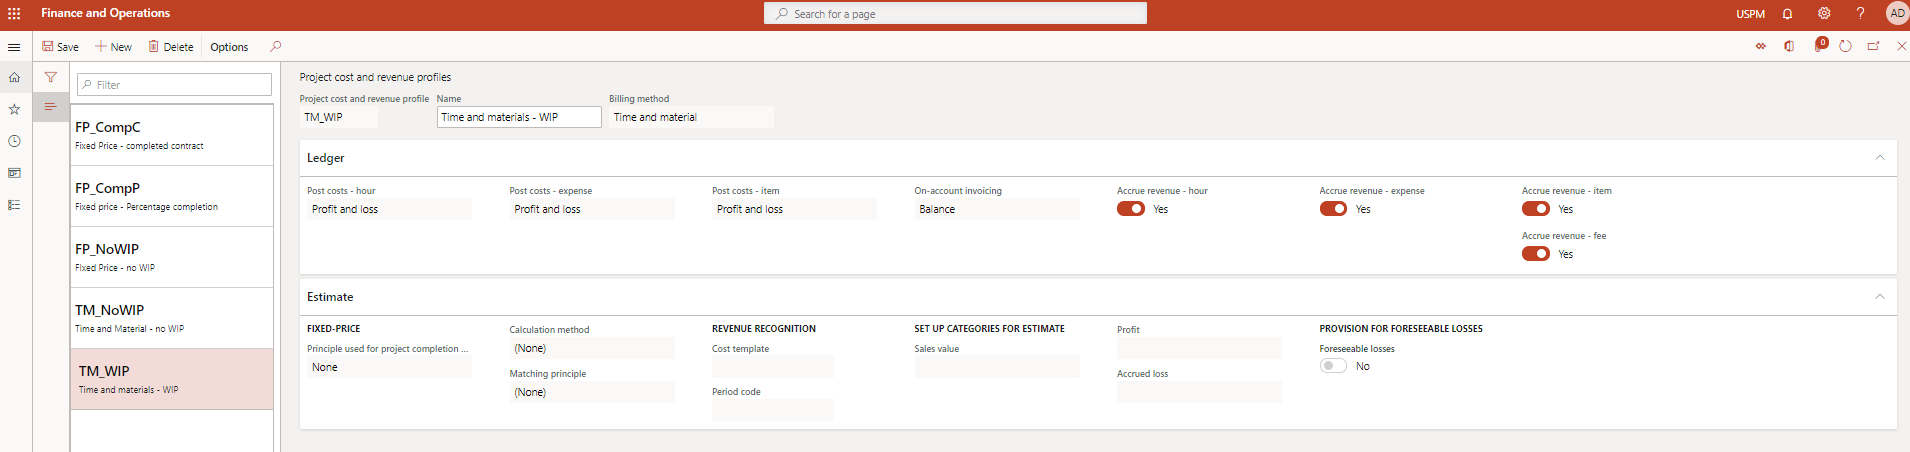 Finance and Operations
Search for a page
USPM
?
AD
Save
New
Delete
Options
0
Filter
FP_CompC
Fixed Price - completed contract
FP_CompP
Fixed price - Percentage completion
FP_NoWIP
Fixed Price - no WIP
TM_NoWIP
Time and Material - no WIP
TM_WIP
Time and materials - WIP
Project cost and revenue profiles
Project cost and revenue profile
TM_WIP
Name
Time and materials - WIP
Billing method
Time and material
Ledger
Post costs - hour
Profit and loss
Post costs - expense
Profit and loss
Post costs - item
Profit and loss
On-account invoicing
Balance
Accrue revenue - hour
Yes
Accrue revenue - expense
Yes
Accrue revenue - item
Yes
Accrue revenue - fee
Yes
Estimate
FIXED-PRICE
Principle used for project completion ...
None
Calculation method
(None)
Matching principle
(None)
REVENUE RECOGNITION
Cost template
Period code
SET UP CATEGORIES FOR ESTIMATE
Sales value
Profit
Accrued loss
PROVISION FOR FORESEEABLE LOSSES
Foreseeable losses
No